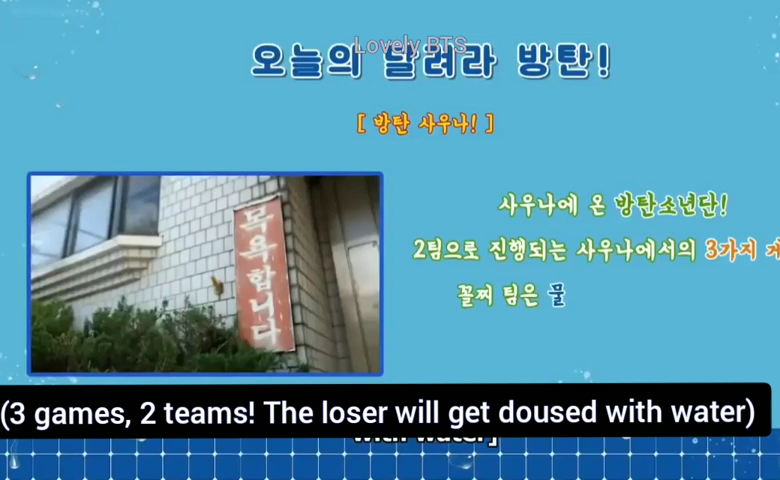 Lovely BTS
오늘의 달려라 방탄!
[ 방탄 사우나! ]
목욕합니다
사우나에 온 방탄소년단!
2팀으로 진행되는 사우나에서의 3가지
꼴찌 팀은 물
(3 games, 2 teams! The loser will get doused with water)
with water]